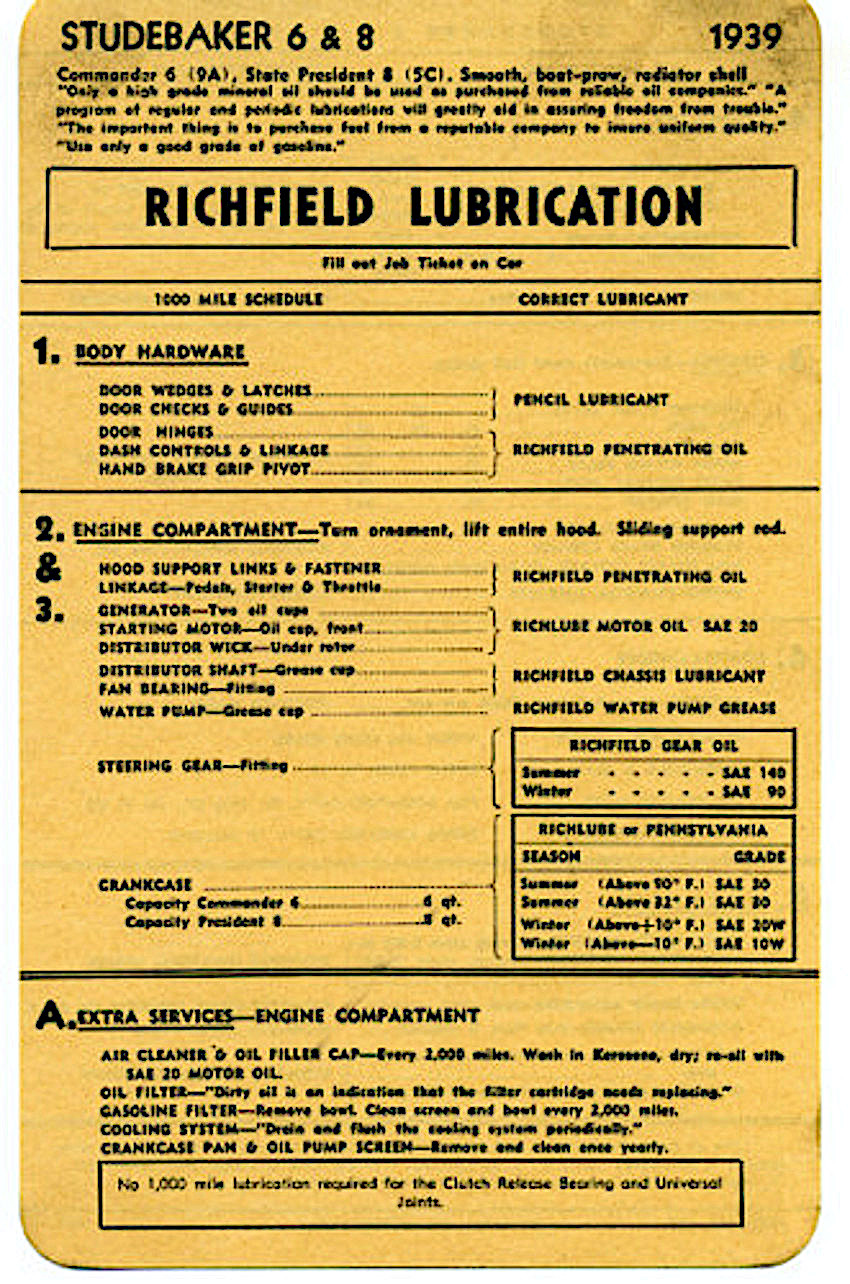 STUDEBAKER 6 & 8 1939
Commander 6 (9A), State President 8 (5C). Smooth, boat-prow, radiator shell
"Only a high grade mineral oil should be used as purchased from reliable oil companies." "A
program of regular and periodic lubrications will greatly aid in assuring freedom from trouble."
"The important thing is to purchase fuel from a reputable company to insure uniform quality."
"Use only a good grade of gasoline."
RICHFIELD LUBRICATION
Fill out Job Ticket on Car
1000 MILE SCHEDULE CORRECT LUBRICANT
1. BODY HARDWARE
DOOR WEDGES & LATCHES
DOOR CHECKS & GUIDES
PENCIL LUBRICANT
DOOR HINGES
DASH CONTROLS & LINKAGE
HAND BRAKE GRIP PIVOT
RICHFIELD PENETRATING OIL
2. & 3. ENGINE COMPARTMENT—Turn ornament, lift entire hood. Sliding support rod.
HOOD SUPPORT LINKS & FASTENER
LINKAGE—Pedals, Starter & Throttle
RICHFIELD PENETRATING OIL
GENERATOR—Two oil cups
STARTING MOTOR—Oil cup, front
DISTRIBUTOR WICK—Under rotor
RICHLUBE MOTOR OIL SAE 20
DISTRIBUTOR SHAFT—Grease cup
FAN BEARING—Fitting
RICHFIELD CHASSIS LUBRICANT
WATER PUMP—Grease cup RICHFIELD WATER PUMP GREASE
STEERING GEAR—Fitting
RICHFIELD GEAR OIL
Summer - - - - - SAE 140
Winter - - - - - SAE 90
CRANKCASE
Capacity Commander 6 6 qt.
Capacity President 8 8 qt.
RICHLUBE or PENNSYLVANIA
SEASON GRADE
Summer (Above 90° F.) SAE
Summer (Above 32° F.) SAE
Winter (Above+10° F.) SAE 20W
Winter (Above—10° F.) SAE 10W
A. EXTRA SERVICES—ENGINE COMPARTMENT
AIR CLEANER & OIL FILLER CAP—Every 2,000 miles. Wash in Kerosene, dry; re-oil with
SAE 20 MOTOR OIL.
OIL FILTER—"Dirty oil is an indication that the filter cartridge needs replacing."
GASOLINE FILTER—Remove bowl. Clean screen and bowl every 2,000 miles.
COOLING SYSTEM—"Drain and flush the cooling system periodically."
CRANKCASE PAN & OIL PUMP SCREEN—Remove and clean once yearly.
No 1,000 mile lubrication required for the Clutch Release Bearing and Universal
Joints.